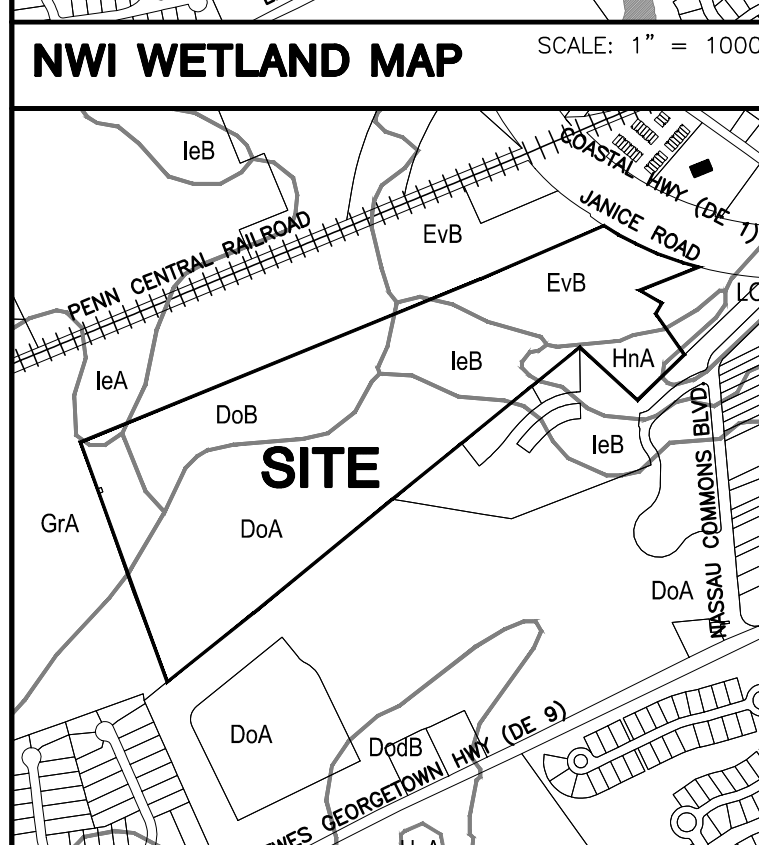 NWI WETLAND MAP
SCALE: 1" = 1000
IeB
COASTAL HWY (DE 1)
JANICE ROAD
PENN CENTRAL RAILROAD
EvB
EvB
IeB
HnA
IeA
DoB
IeB
SITE
GrA
DoA
NASSAU COMMONS BLVD.
DoA
DoA
DodB
GEORGETOWN HWY (DE 9)